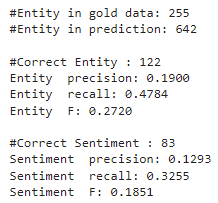 #Entity in gold data: 255
#Entity in prediction: 642

#Correct Entity : 122
Entity  precision: 0.1900
Entity  recall: 0.4784
Entity  F: 0.2720

#Correct Sentiment : 83
Sentiment  precision: 0.1293
Sentiment  recall: 0.3255
Sentiment  F: 0.1851